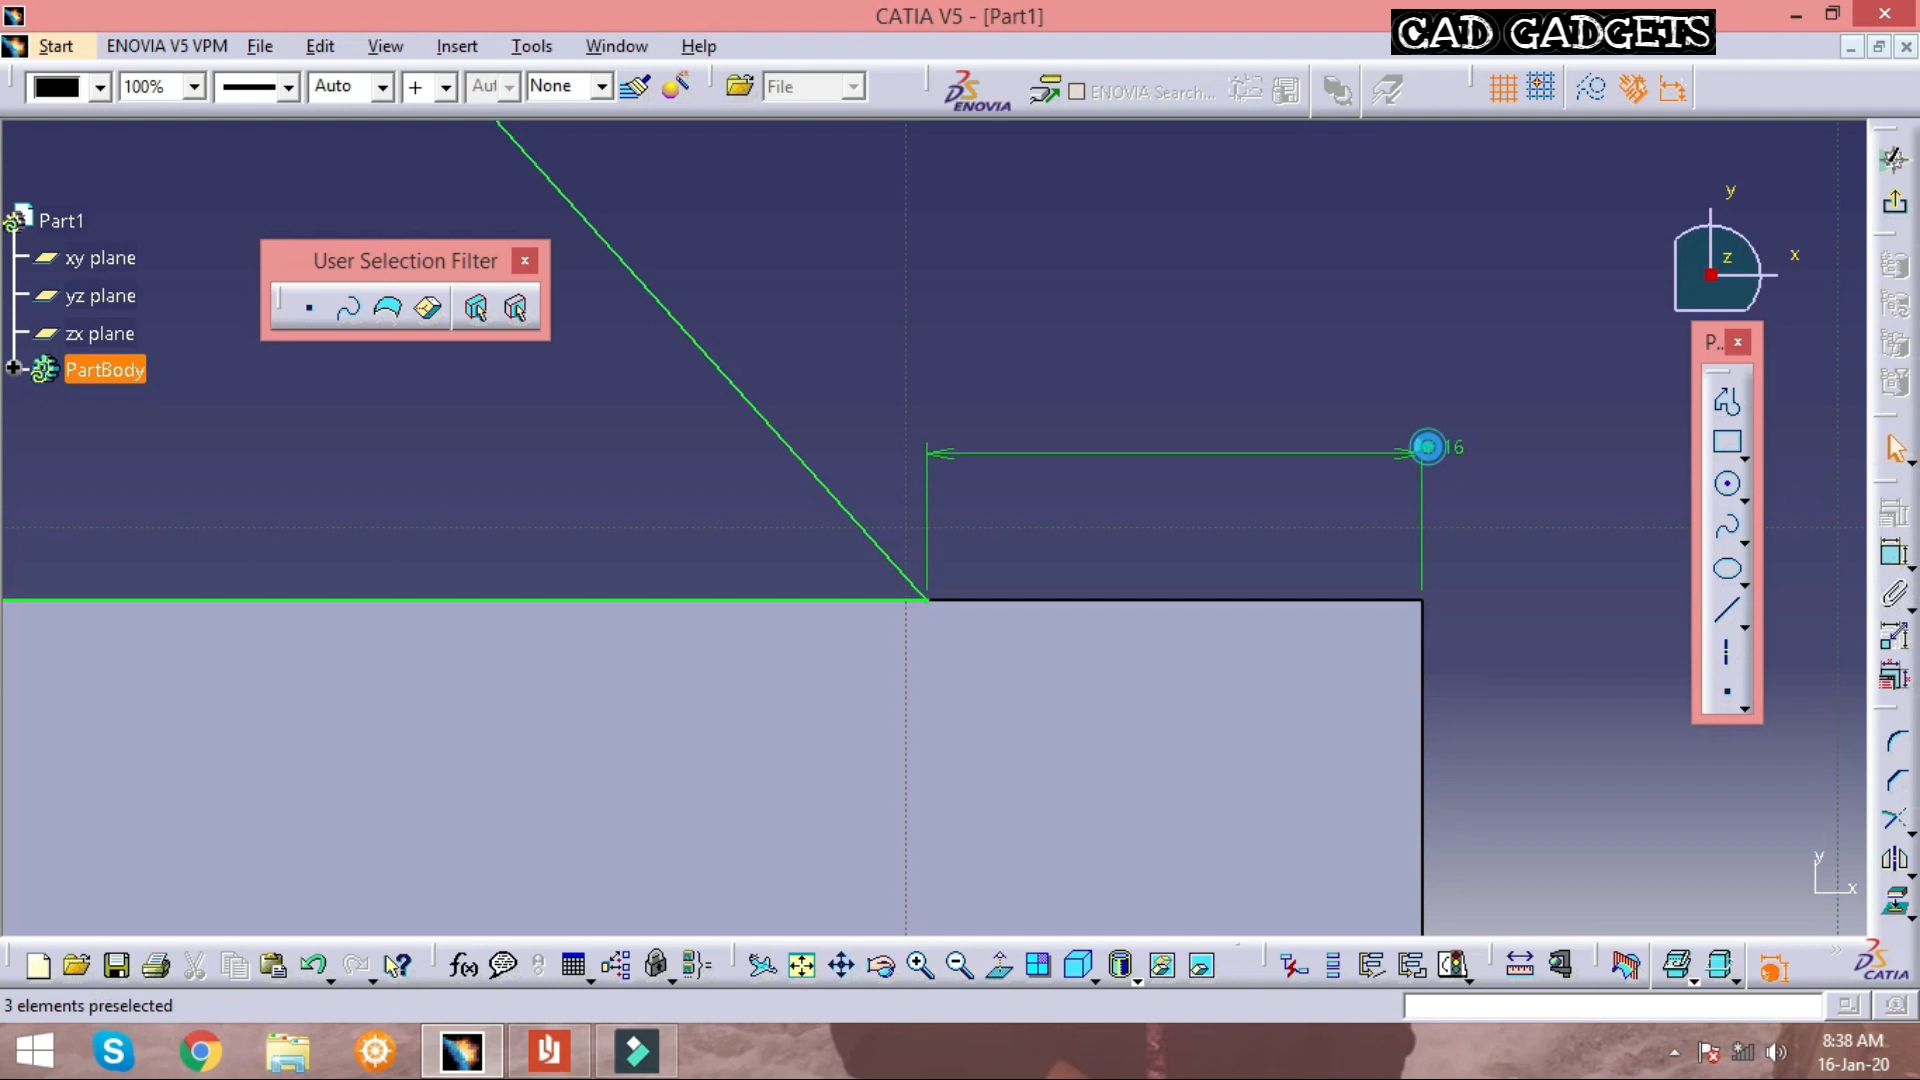 CATIA V5 - [Part1]
CAD GADGETS
Start ENOVIA V5 VPM File Edit View Insert Tools Window Help
100% Auto Aut None File ENOVIA ENOVIA Search...
y
Part1
x
z
xy plane
User Selection Filter
yz plane
zx plane
P..
PartBody
16
y
x
f(x)
CATIA
3 elements preselected
8:38 AM
16-Jan-20